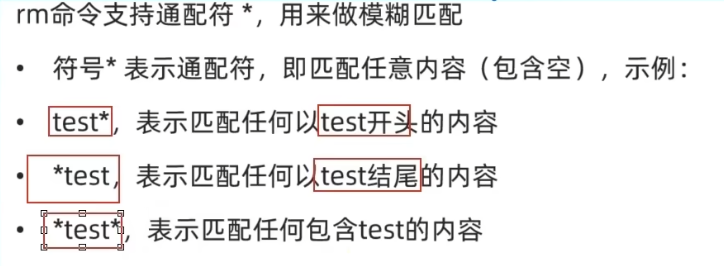 rm命令支持通配符 *，用来做模糊匹配
• 符号* 表示通配符，即匹配任意内容（包含空），示例：
• test*，表示匹配任何以test开头的内容
• *test，表示匹配任何以test结尾的内容
• *test*，表示匹配任何包含test的内容